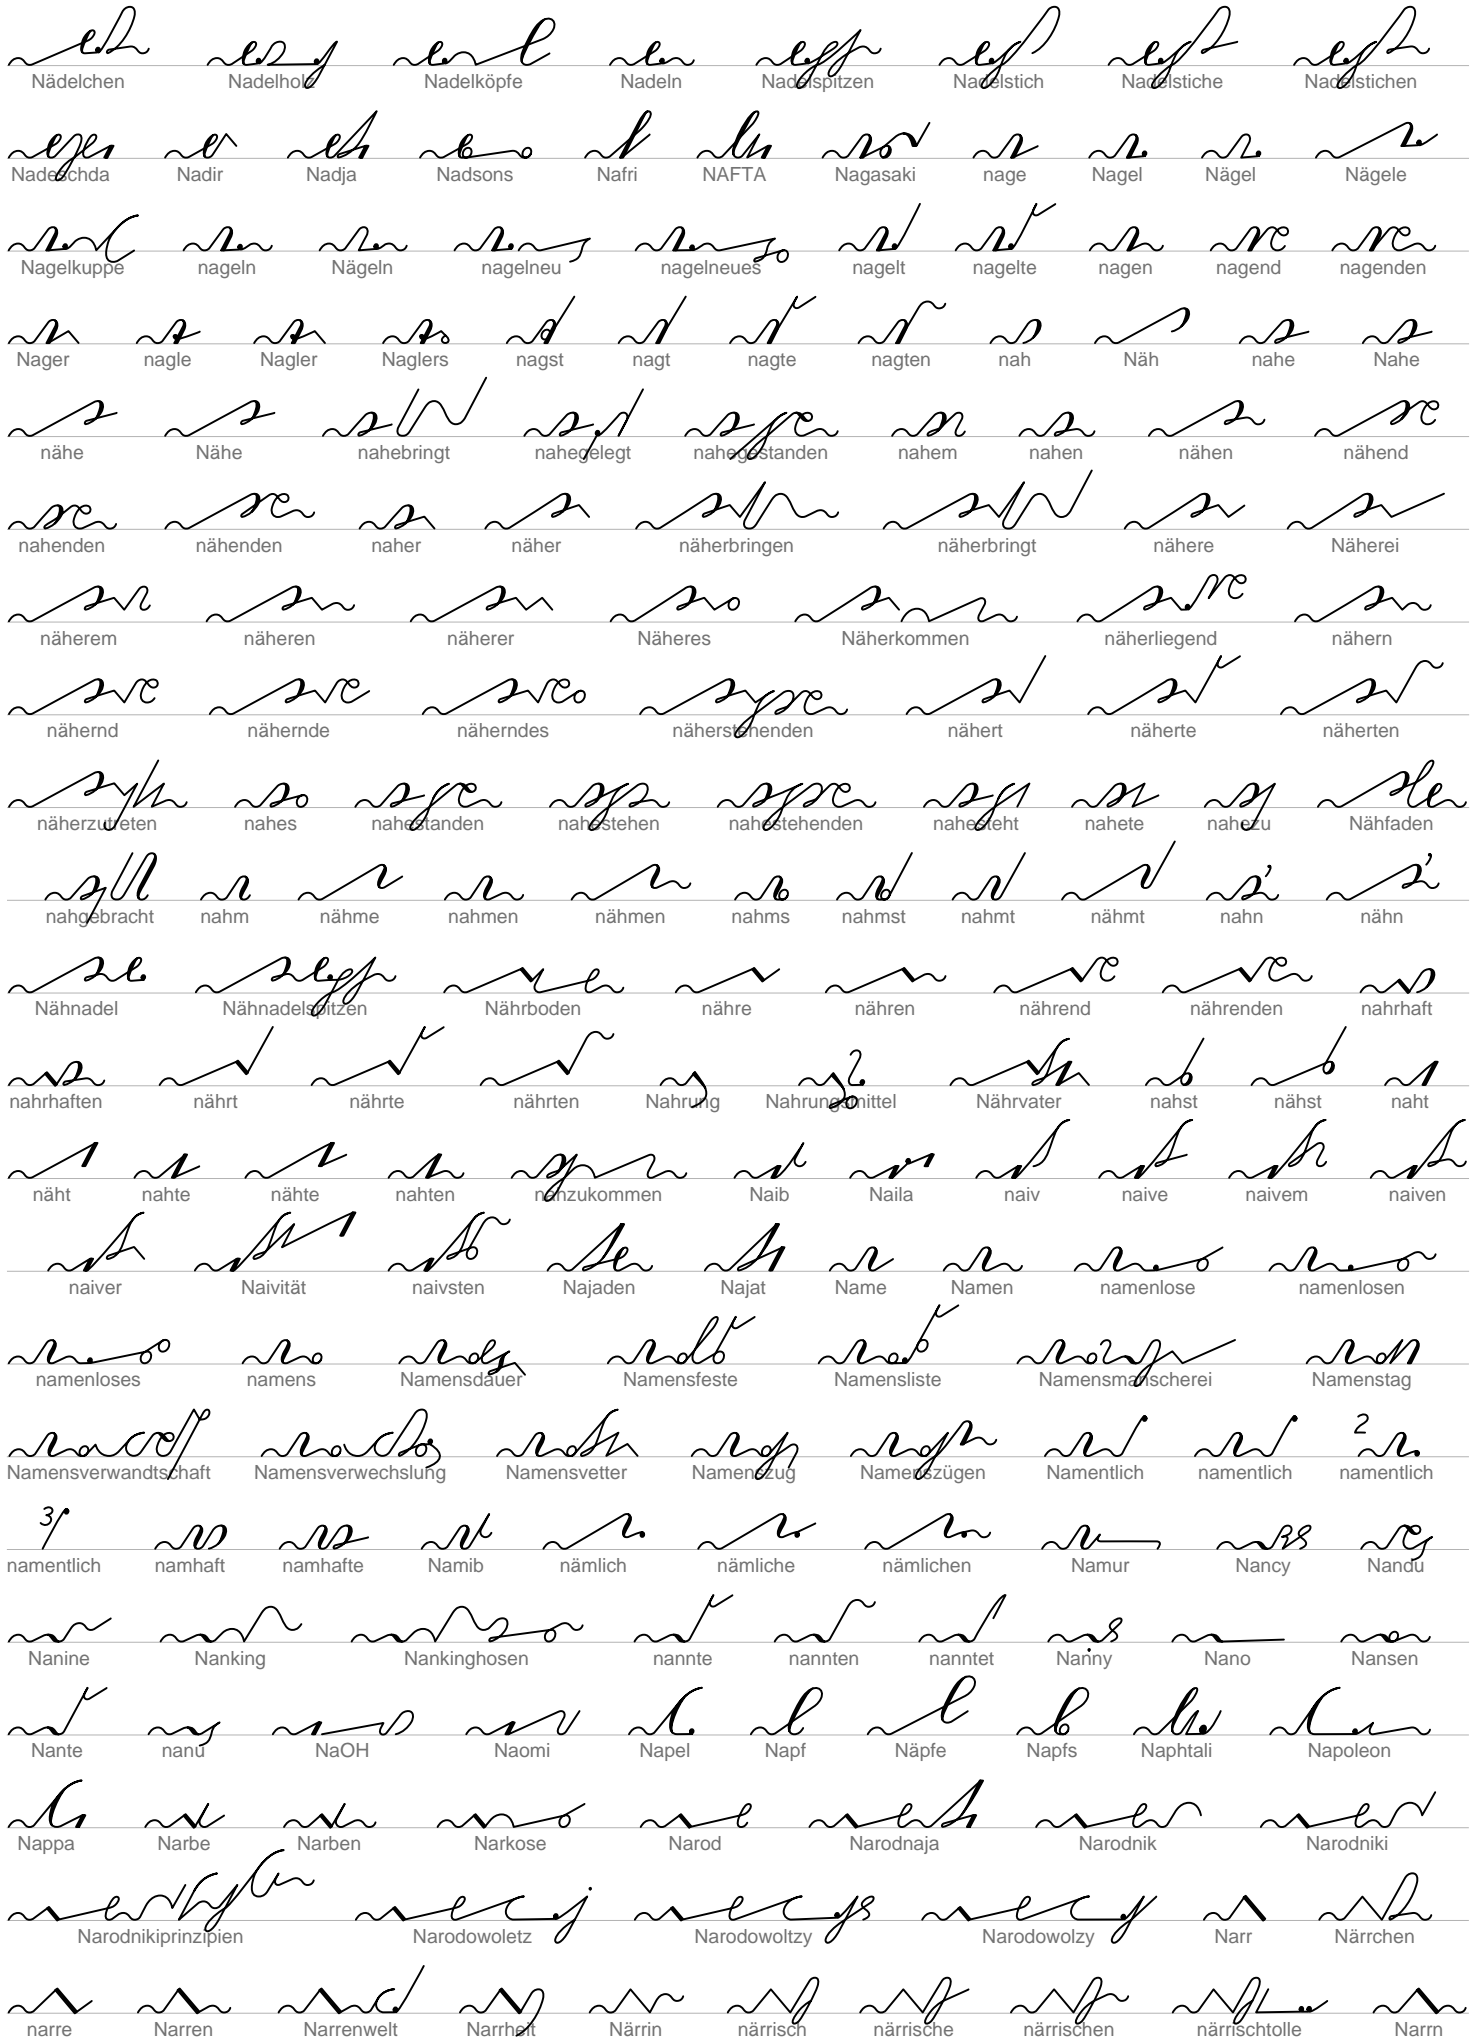 Nädelchen Nadelholz Nadelköpfe Nadeln Nadelspitzen Nadelstich Nadelstiche Nadelstichen
Nadeschda Nadir Nadja Nadsons Nafri NAFTA Nagasaki nage Nagel Nägel Nägele
Nagelkuppe nageln Nägeln nagelneu nagelneues nagelt nagelte nagen nagend nagenden
Nager nagle Nagler Naglers nagst nagt nagte nagten nah Näh nahe Nahe
nähe Nähe nahebringt nahegelegt nahegestanden nahem nahen nähen nähend
nahenden nähenden naher näher näherbringen näherbringt nähere Näherei
näherem näheren näherer Näheres Näherkommen näherliegend nähern
nähernd nähernde näherndes näherstehenden nähert näherte näherten
näherzutreten nahes nahestanden nahestehen nahestehenden nahesteht nahete nahezu Nähfaden
nahgebracht nahm nähme nahmen nähmen nahms nahmst nahmt nähmt nahn nähn
Nähnadel Nähnadelspitzen Nährboden nähre nähren nährend nährenden nahrhaft
nahrhaften nährt nährte nährten Nahrung Nahrungsmittel Nährvater nahst nähst naht
näht nahte nähte nahten nahzukommen Naib Naila naiv naive naivem naiven
naiver Naivität naivsten Najaden Najat Name Namen namenlose namenlosen
namenloses namens Namensdauer Namensfeste Namensliste Namensmanscherei Namenstag
Namensverwandtschaft Namensverwechslung Namensvetter Namenszug Namenszügen Namentlich namentlich namentlich
namentlich namhaft namhafte Namib nämlich nämliche nämlichen Namur Nancy Nandu
Nanine Nanking Nankinghosen nannte nannten nanntet Nanny Nano Nansen
Nante nanu NaOH Naomi Napel Napf Näpfe Napfs Naphtali Napoleon
Nappa Narbe Narben Narkose Narod Narodnaja Narodnik Narodniki
Narodnikiprinzipien Narodowoletz Narodowoltzy Narodowolzy Narr Närrchen
narre Narren Narrenwelt Narrheit Närrin närrisch närrische närrischen närrischtolle Narrn